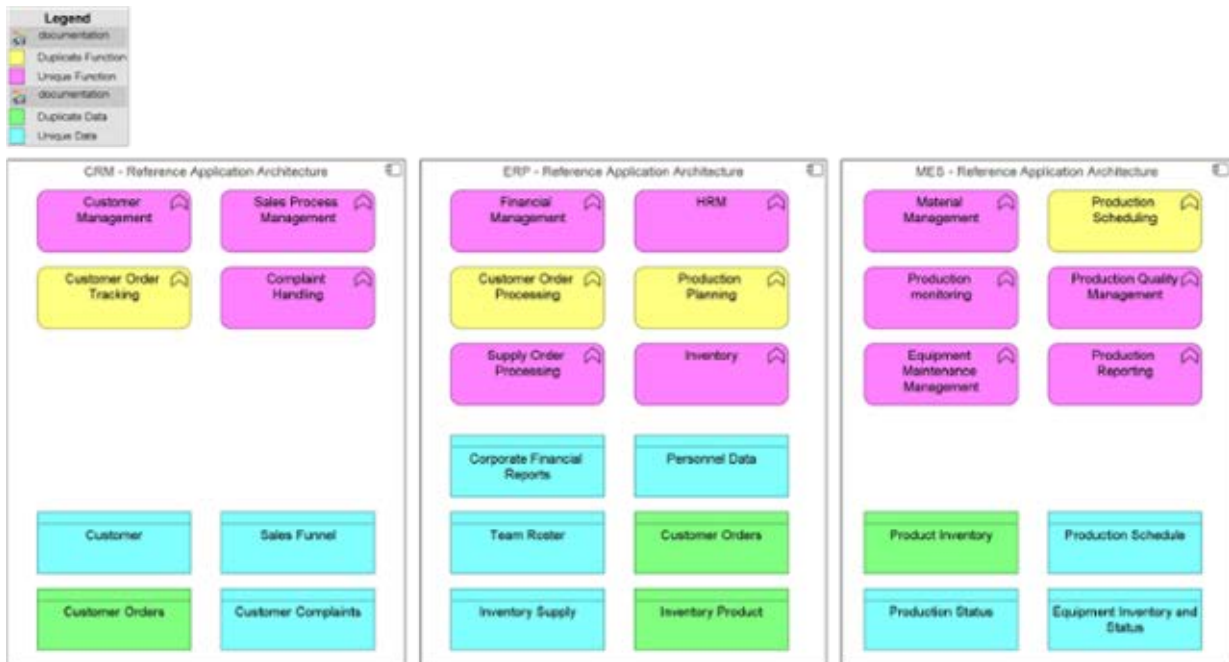 Legend
documentation
Duplicate Function
Unique Function
documentation
Duplicate Data
Unique Data
CRM - Reference Application Architecture
Customer
Management
Sales Process
Management
Customer Order
Tracking
Complaint
Handling
Customer
Sales Funnel
Customer Orders
Customer Complaints
ERP - Reference Application Architecture
Financial
Management
HRM
Customer Order
Processing
Production
Planning
Supply Order
Processing
Inventory
Corporate Financial
Reports
Personnel Data
Team Roster
Customer Orders
Inventory Supply
Inventory Product
MES - Reference Application Architecture
Material
Management
Production
Scheduling
Production
monitoring
Production Quality
Management
Equipment
Maintenance
Management
Production
Reporting
Product Inventory
Production Schedule
Production Status
Equipment Inventory and
Status